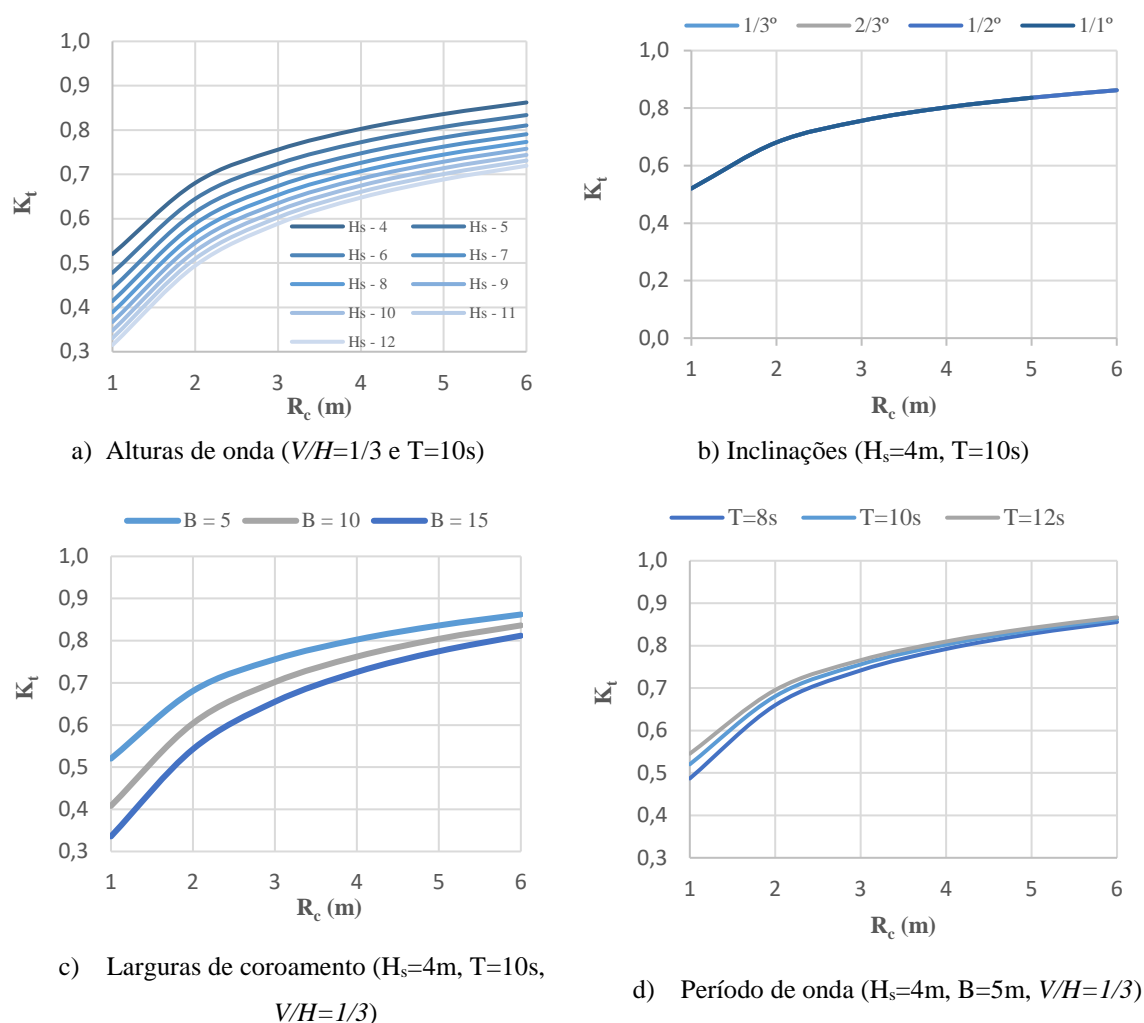 1,0
0,9
0,8
0,7
0,6
0,5
0,4
0,3
Kt
Hs - 4
Hs - 5
Hs - 6
Hs - 7
Hs - 8
Hs - 9
Hs - 10
Hs - 11
Hs - 12
1 2 3 4 5 6
Rc (m)
a) Alturas de onda (V/H=1/3 e T=10s)
1/3º 2/3º 1/2º 1/1º
1,0
0,8
0,6
0,4
0,2
0,0
Kt
1 2 3 4 5 6
Rc (m)
b) Inclinações (Hs=4m, T=10s)
B = 5 B = 10 B = 15
1,0
0,9
0,8
0,7
0,6
0,5
0,4
0,3
Kt
1 2 3 4 5 6
Rc (m)
c) Larguras de coroamento (Hs=4m, T=10s,
V/H=1/3)
T=8s T=10s T=12s
1,0
0,9
0,8
0,7
0,6
0,5
0,4
0,3
Kt
1 2 3 4 5 6
Rc (m)
d) Período de onda (Hs=4m, B=5m, V/H=1/3)